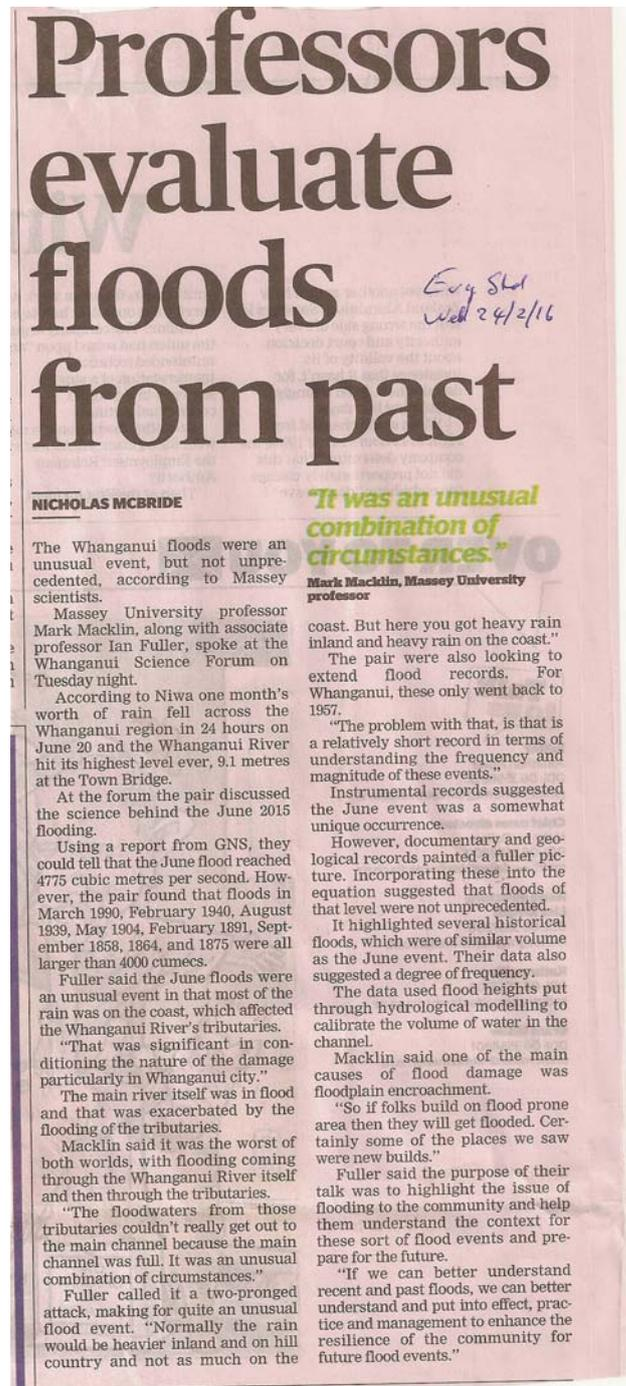 Professors
evaluate
floods
from past
Wed 24/2/16
NICHOLAS MCBRIDE
The Whanganui floods were an
unusual event, but not unpre-
cedented, according to Massey
scientists.
Massey University professor
Mark Macklin, along with associate
professor Ian Fuller, spoke at the
Whanganui Science Forum on
Tuesday night.
According to Niwa one month's
worth of rain fell across the
Whanganui region in 24 hours on
June 20 and the Whanganui River
hit its highest level ever, 9.1 metres
at the Town Bridge.
At the forum the pair discussed
the science behind the June 2015
flooding.
Using a report from GNS, they
could tell that the June flood reached
4775 cubic metres per second. How-
ever, the pair found that floods in
March 1990, February 1940, August
1939, May 1904, February 1891, Sept-
ember 1858, 1864, and 1875 were all
larger than 4000 cumecs.
Fuller said the June floods were
an unusual event in that most of the
rain was on the coast, which affected
the Whanganui River's tributaries.
"That was significant in con-
ditioning the nature of the damage
particularly in Whanganui city."
The main river itself was in flood
and that was exacerbated by the
flooding of the tributaries.
Macklin said it was the worst of
both worlds, with flooding coming
through the Whanganui River itself
and then through the tributaries.
"The floodwaters from those
tributaries couldn't really get out to
the main channel because the main
channel was full. It was an unusual
combination of circumstances."
Fuller called it a two-pronged
attack, making for quite an unusual
flood event. "Normally the rain
would be heavier inland and on hill
country and not as much on the
"It was an unusual
combination of
circumstances."
Mark Macklin, Massey University
professor
coast. But here you got heavy rain
inland and heavy rain on the coast."
The pair were also looking to
extend flood records. For
Whanganui, these only went back to
1957.
"The problem with that, is that is
a relatively short record in terms of
understanding the frequency and
magnitude of these events."
Instrumental records suggested
the June event was a somewhat
unique occurrence.
However, documentary and geo-
logical records painted a fuller pic-
ture. Incorporating these into the
equation suggested that floods of
that level were not unprecedented.
It highlighted several historical
floods, which were of similar volume
as the June event. Their data also
suggested a degree of frequency.
The data used flood heights put
through hydrological modelling to
calibrate the volume of water in the
channel.
Macklin said one of the main
causes of flood damage was
floodplain encroachment.
"So if folks build on flood prone
area then they will get flooded. Cer-
tainly some of the places we saw
were new builds."
Fuller said the purpose of their
talk was to highlight the issue of
flooding to the community and help
them understand the context for
these sort of flood events and pre-
pare for the future.
"If we can better understand
recent and past floods, we can better
understand and put into effect, prac-
tice and management to enhance the
resilience of the community for
future flood events."